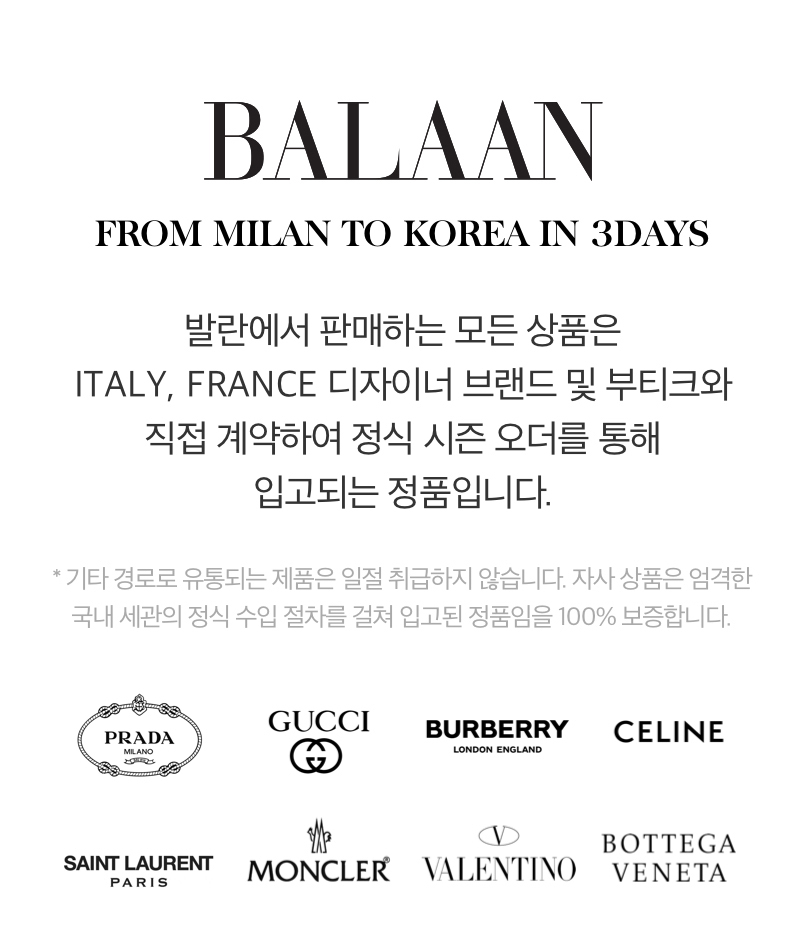 BALAAN
FROM MILAN TO KOREA IN 3DAYS
발란에서 판매하는 모든 상품은
ITALY, FRANCE 디자이너 브랜드 및 부티크와
직접 계약하여 정식 시즌 오더를 통해
입고되는 정품입니다.
* 기타 경로로 유통되는 제품은 일절 취급하지 않습니다. 자사 상품은 엄격한
국내 세관의 정식 수입 절차를 걸쳐 입고된 정품임을 100% 보증합니다.
PRADA
MILANO
GUCCI
BURBERRY
LONDON ENGLAND
CELINE
SAINT LAURENT
PARIS
MONCLER®
V
VALENTINO
BOTTEGA
VENETA